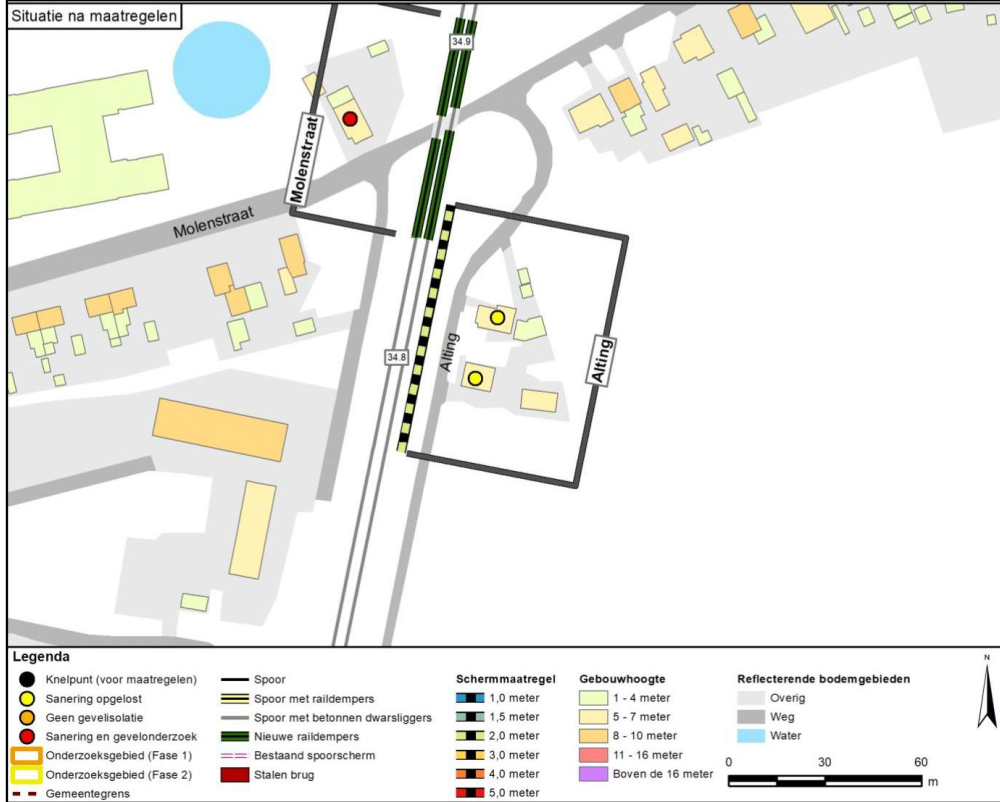 Situatie na maatregelen
34.9
Molenstraat
Molenstraat
Alting
Alting
34.8
Legenda
Knelpunt (voor maatregelen)
Sanering opgelost
Geen gevelisolatie
Sanering en gevelonderzoek
Onderzoeksgebied (Fase 1)
Onderzoeksgebied (Fase 2)
Gemeentegrens
Spoor
Spoor met raildempers
Spoor met betonnen dwarsliggers
Nieuwe raildempers
Bestaand spoorscherm
Stalen brug
Schermmaatregel
1,0 meter
1,5 meter
2,0 meter
3,0 meter
4,0 meter
5,0 meter
Gebouwhoogte
1 - 4 meter
5 - 7 meter
8 - 10 meter
11 - 16 meter
Boven de 16 meter
Reflecterende bodemgebieden
Overig
Weg
Water
N
0 30 60
m